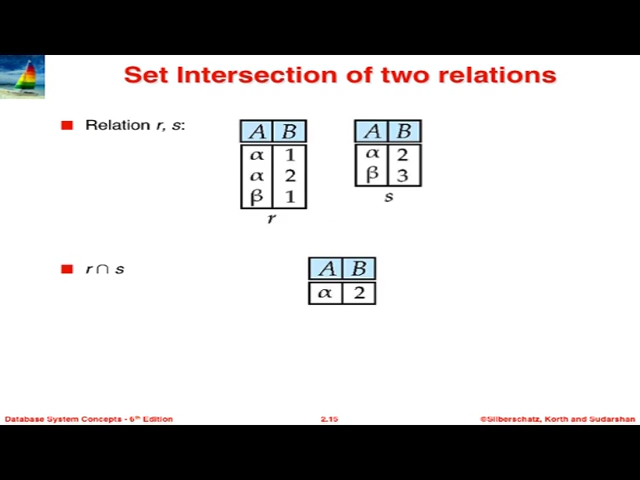 Set Intersection of two relations
Relation r, s:
A B
α 1
α 2
β 1
r
A B
α 2
β 3
s
r ∩ s
A B
α 2
Database System Concepts - 6th Edition
2.15
©Silberschatz, Korth and Sudarshan